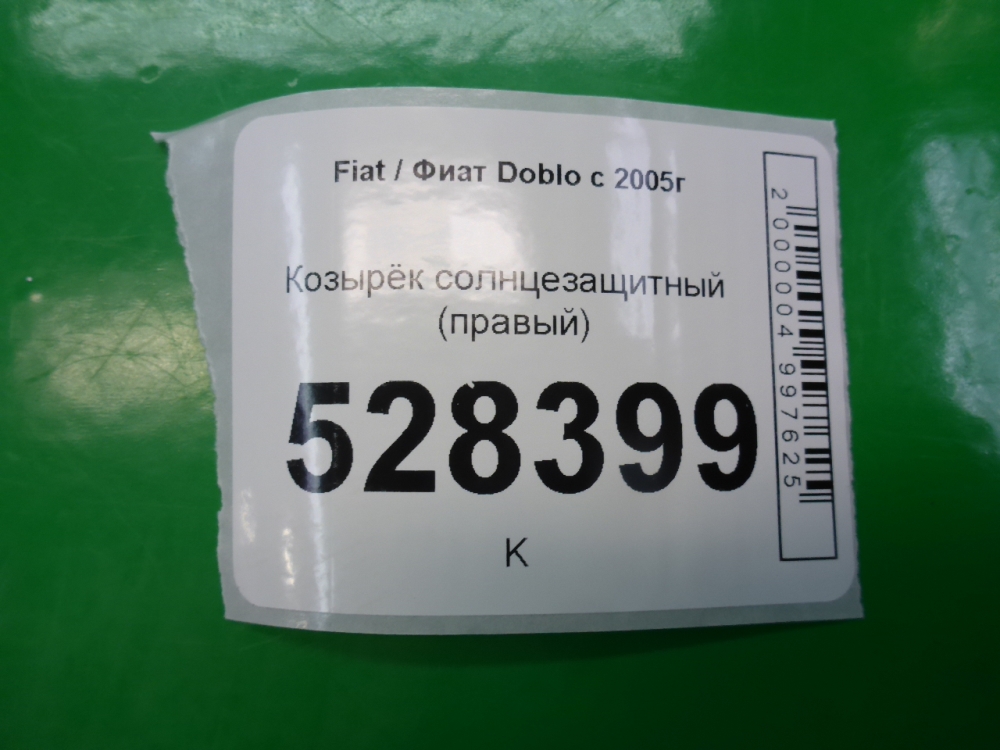 Fiat / Фиат Doblo с 2005г
Козырёк солнцезащитный
(правый)
528399
К
2000004997625